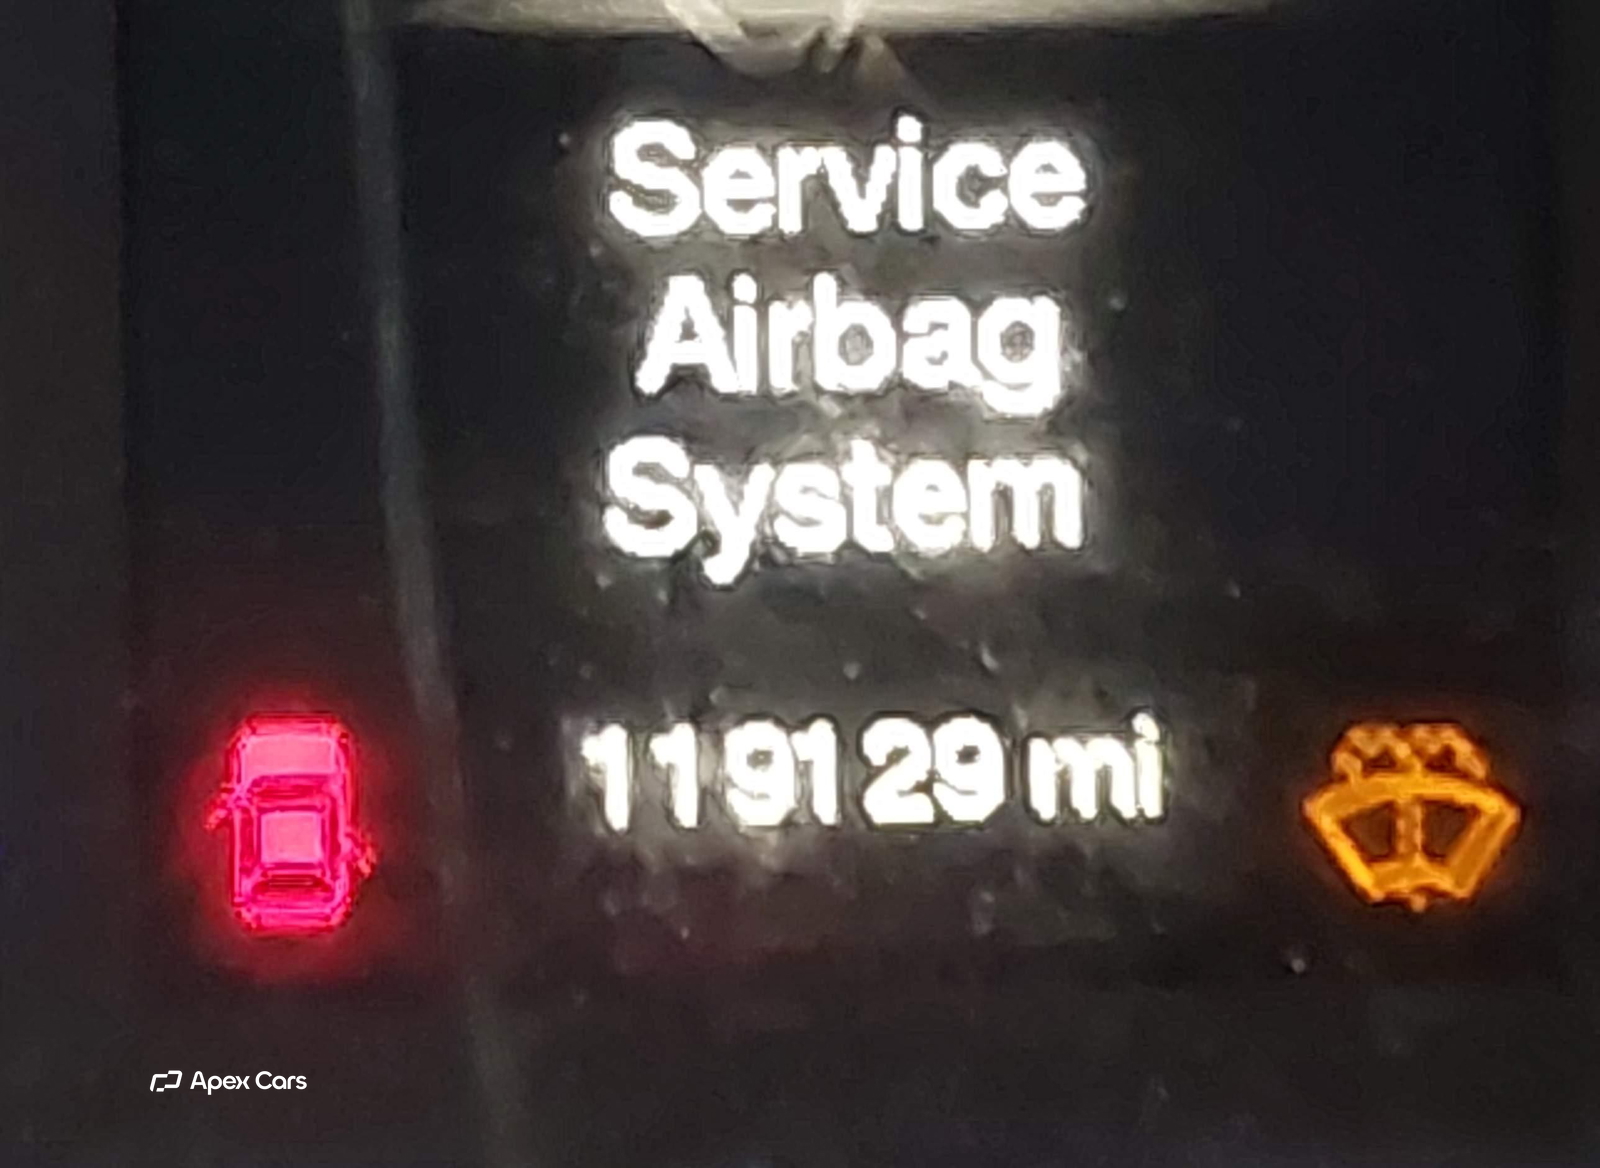 Service
Airbag
System
119129 mi
Apex Cars